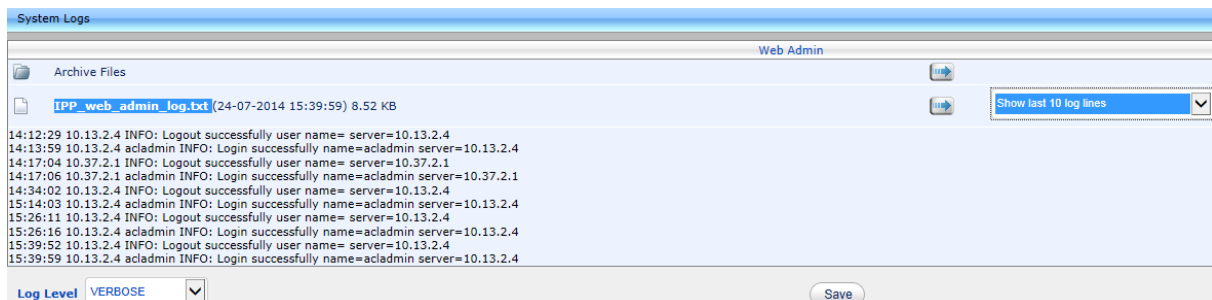 System Logs
Web Admin
Archive Files
IPP_web_admin_log.txt (24-07-2014 15:39:59) 8.52 KB
Show last 10 log lines
14:12:29 10.13.2.4 INFO: Logout successfully user name= server=10.13.2.4
14:13:59 10.13.2.4 acladmin INFO: Login successfully name=acladmin server=10.13.2.4
14:17:04 10.37.2.1 INFO: Logout successfully user name= server=10.37.2.1
14:17:06 10.37.2.1 acladmin INFO: Login successfully name=acladmin server=10.37.2.1
14:34:02 10.13.2.4 INFO: Logout successfully user name= server=10.13.2.4
15:14:03 10.13.2.4 acladmin INFO: Login successfully name=acladmin server=10.13.2.4
15:26:11 10.13.2.4 INFO: Logout successfully user name= server=10.13.2.4
15:26:16 10.13.2.4 acladmin INFO: Login successfully name=acladmin server=10.13.2.4
15:39:52 10.13.2.4 INFO: Logout successfully user name= server=10.13.2.4
15:39:59 10.13.2.4 acladmin INFO: Login successfully name=acladmin server=10.13.2.4
Log Level VERBOSE
Save